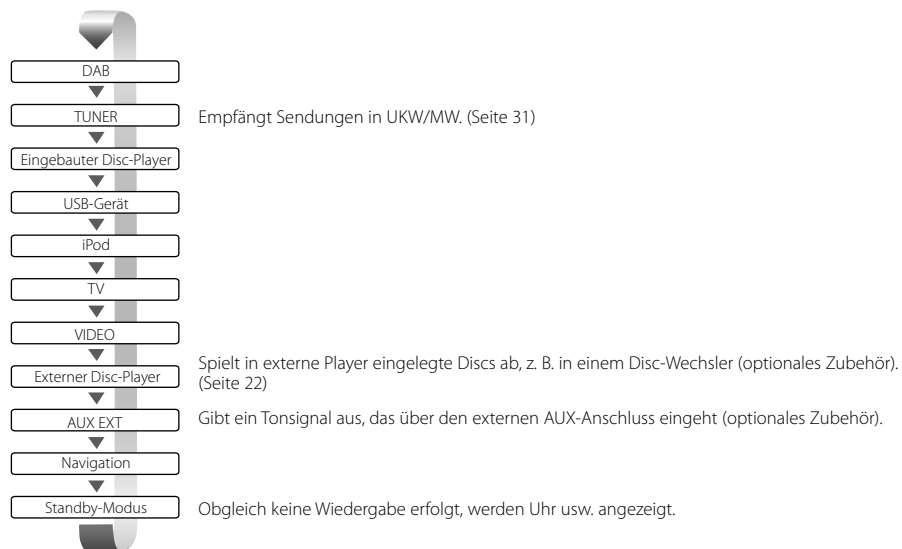 DAB
TUNER
Empfängt Sendungen in UKW/MW. (Seite 31)
Eingebauter Disc-Player
USB-Gerät
iPod
TV
VIDEO
Externer Disc-Player
Spielt in externe Player eingelegte Discs ab, z. B. in einem Disc-Wechsler (optionales Zubehör).
(Seite 22)
AUX EXT
Gibt ein Tonsignal aus, das über den externen AUX-Anschluss eingeht (optionales Zubehör).
Navigation
Standby-Modus
Obgleich keine Wiedergabe erfolgt, werden Uhr usw. angezeigt.